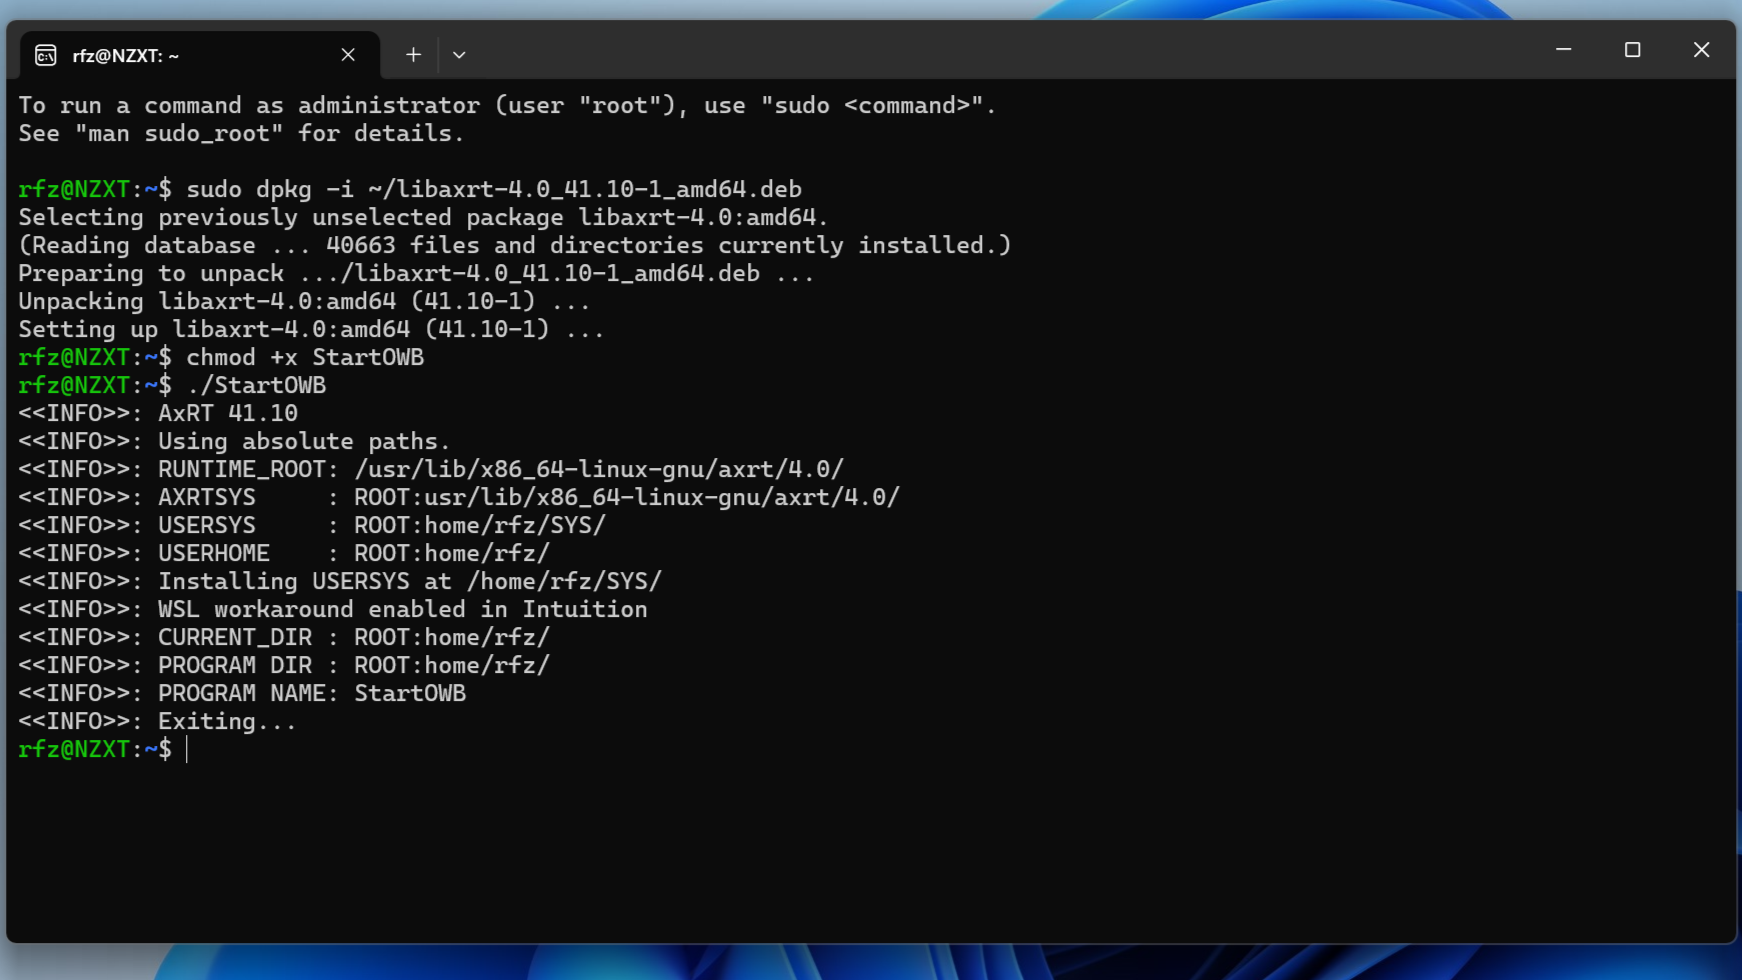 rfz@NZXT: ~
To run a command as administrator (user "root"), use "sudo <command>".
See "man sudo_root" for details.
rfz@NZXT:~$ sudo dpkg -i ~/libaxrt-4.0_41.10-1_amd64.deb
Selecting previously unselected package libaxrt-4.0:amd64.
(Reading database ... 40663 files and directories currently installed.)
Preparing to unpack .../libaxrt-4.0_41.10-1_amd64.deb ...
Unpacking libaxrt-4.0:amd64 (41.10-1) ...
Setting up libaxrt-4.0:amd64 (41.10-1) ...
rfz@NZXT:~$ chmod +x StartOWB
rfz@NZXT:~$ ./StartOWB
<<INFO>>: AxRT 41.10
<<INFO>>: Using absolute paths.
<<INFO>>: RUNTIME_ROOT: /usr/lib/x86_64-linux-gnu/axrt/4.0/
<<INFO>>: AXRTSYS     : ROOT:usr/lib/x86_64-linux-gnu/axrt/4.0/
<<INFO>>: USERSYS     : ROOT:home/rfz/SYS/
<<INFO>>: USERHOME    : ROOT:home/rfz/
<<INFO>>: Installing USERSYS at /home/rfz/SYS/
<<INFO>>: WSL workaround enabled in Intuition
<<INFO>>: CURRENT_DIR : ROOT:home/rfz/
<<INFO>>: PROGRAM DIR : ROOT:home/rfz/
<<INFO>>: PROGRAM NAME: StartOWB
<<INFO>>: Exiting...
rfz@NZXT:~$